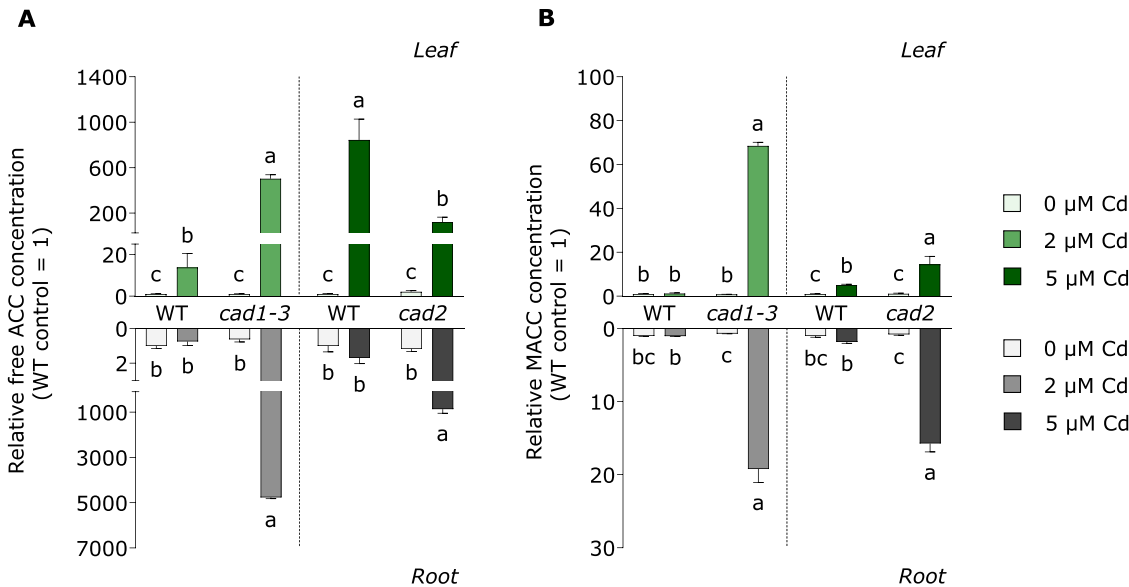 A
Leaf
Relative free ACC concentration
(WT control = 1)
1400
1000
600
200
20
0
c
b
c
a
c
a
c
b
WT
cad1-3
WT
cad2
0
2
1000
3000
5000
7000
b
b
b
a
b
b
b
a
Root
B
Leaf
Relative MACC concentration
(WT control = 1)
100
80
60
40
20
0
b
b
b
a
c
b
c
a
WT
cad1-3
WT
cad2
0
10
20
30
bc
b
c
a
bc
b
c
a
Root
0 µM Cd
2 µM Cd
5 µM Cd
0 µM Cd
2 µM Cd
5 µM Cd